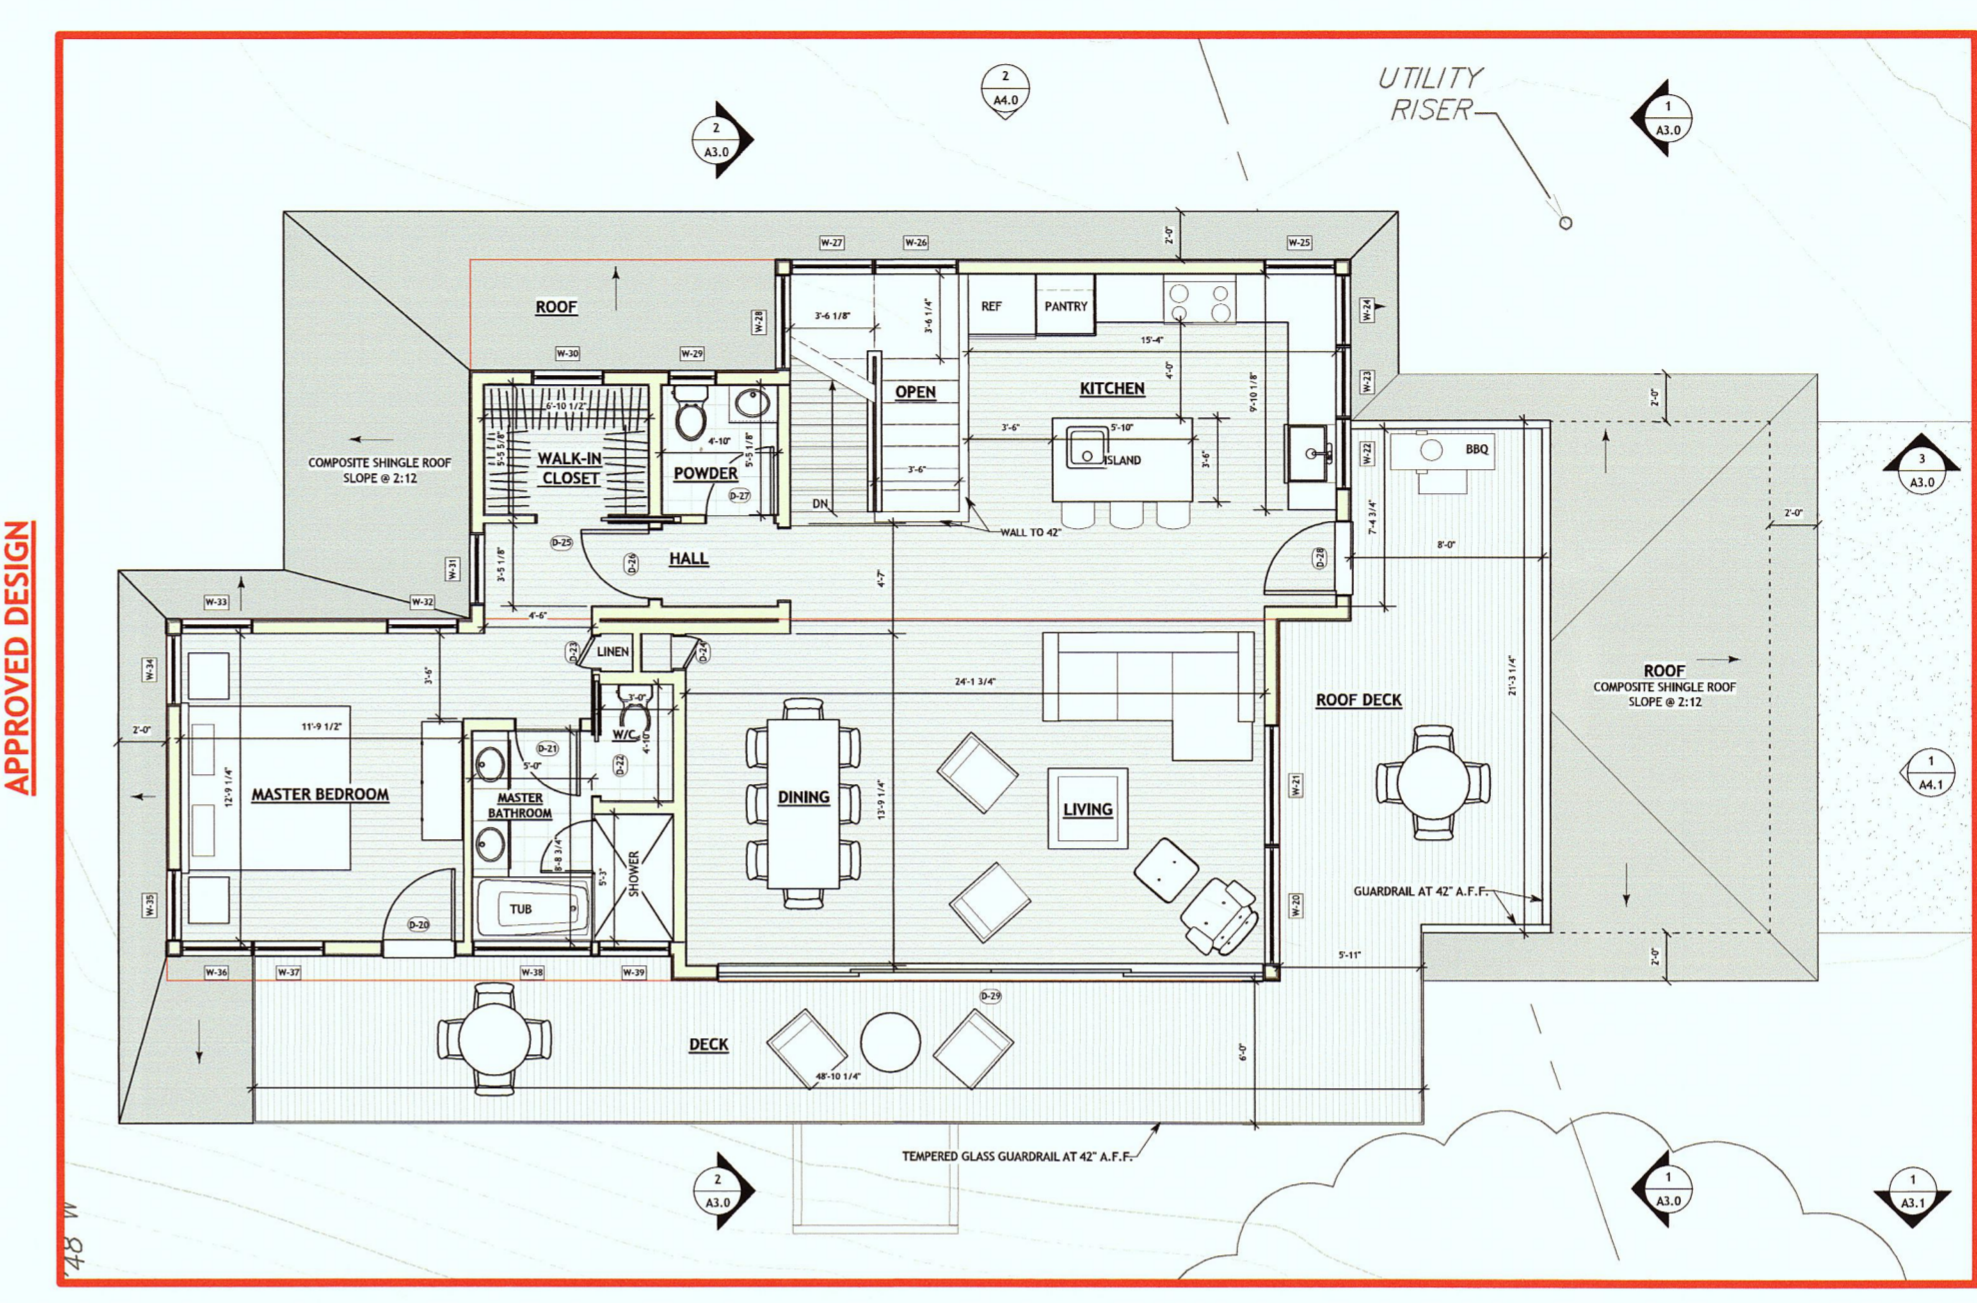 APPROVED DESIGN
UTILITY
RISER
2
A4.0
2
A3.0
1
A3.0
W-27
W-26
2'-0"
W-25
ROOF
W-28
3'-6 1/8"
3'-6 1/4"
REF
PANTRY
W-24
15'-4"
W-30
W-29
4'-0"
KITCHEN
OPEN
9'-10 1/8"
W-23
2'-0"
6'-10 1/2"
4'-10"
5'-5 5/8"
5'-5 1/8"
3'-6"
5'-10"
ISLAND
3'-6"
W-22
BBQ
COMPOSITE SHINGLE ROOF
SLOPE @ 2:12
WALK-IN
CLOSET
POWDER
D-27
3'-6"
DN
WALL TO 42"
7'-4 3/4"
8'-0"
2'-0"
3
A3.0
D-25
D-26
HALL
W-31
3'-5 1/8"
4'-7"
D-28
W-33
W-32
4'-6"
D-23
LINEN
D-24
W-34
3'-6"
24'-1 3/4"
ROOF DECK
21'-3 1/4"
ROOF
COMPOSITE SHINGLE ROOF
SLOPE @ 2:12
2'-0"
11'-9 1/2"
12'-9 1/4"
MASTER BEDROOM
3'-0"
W/C
4'-10"
D-21
5'-0"
D-22
MASTER
BATHROOM
8'-8 3/4"
5'-3"
SHOWER
TUB
DINING
13'-9 1/4"
LIVING
W-21
W-20
1
A4.1
GUARDRAIL AT 42" A.F.F.
W-35
D-20
W-36
W-37
W-38
W-39
5'-11"
2'-0"
D-29
DECK
6'-0"
48'-10 1/4"
TEMPERED GLASS GUARDRAIL AT 42" A.F.F.
2
A3.0
1
A3.0
1
A3.1
48 W